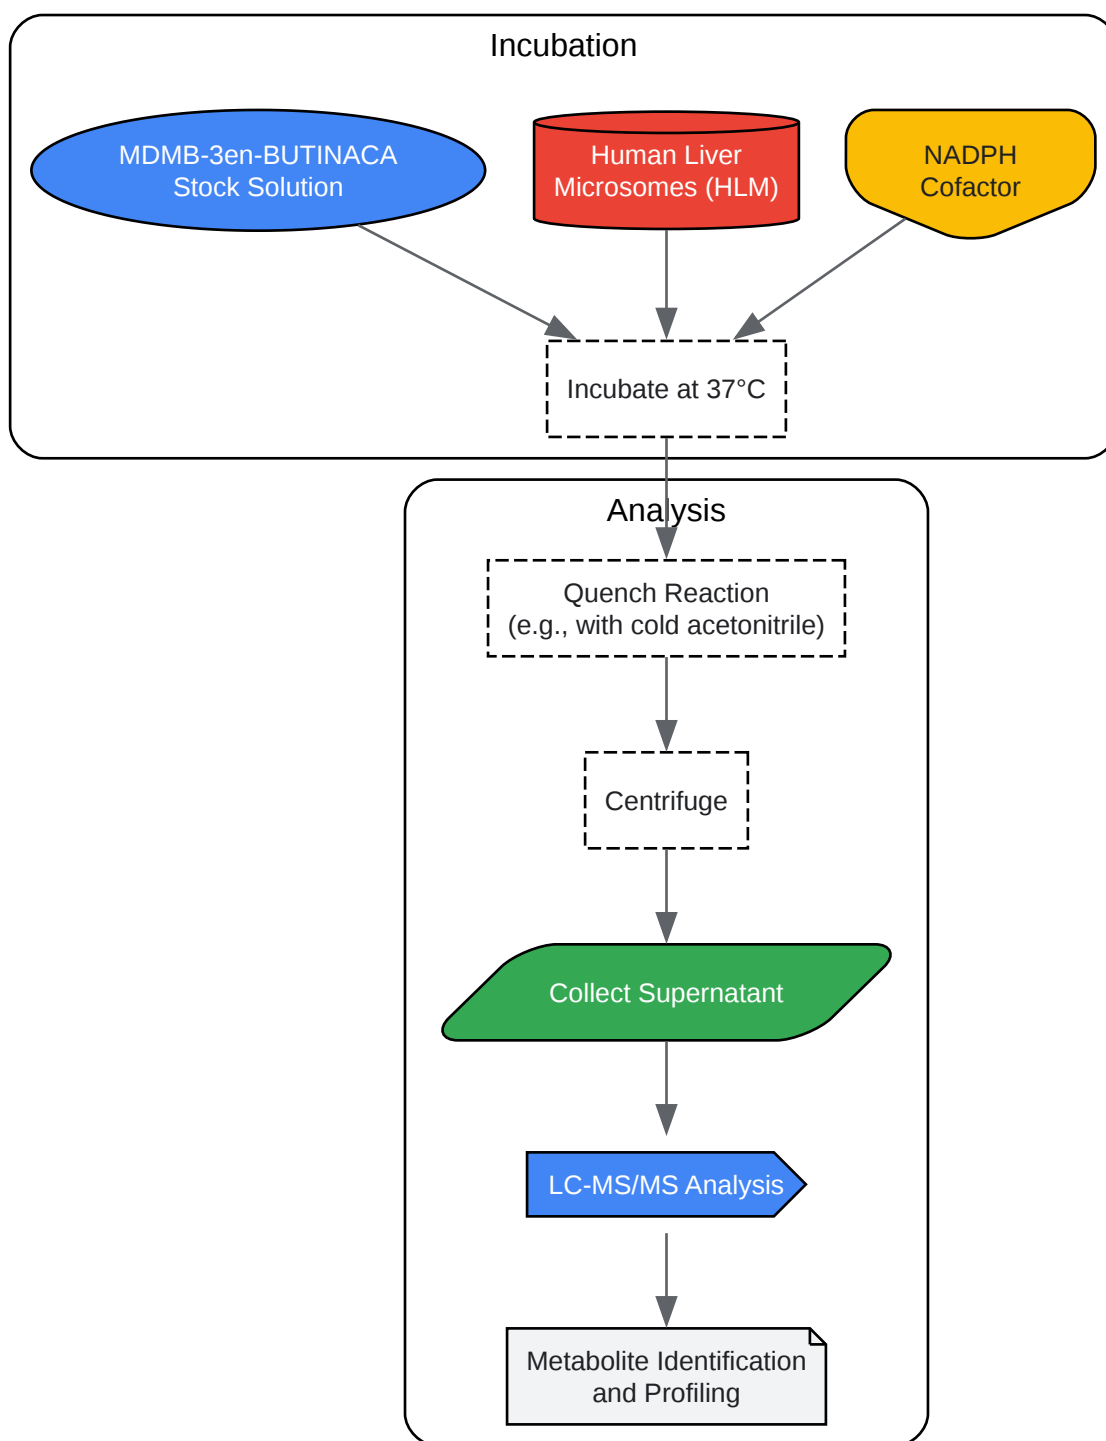 Incubation
MDMB-3en-BUTINACA
Stock Solution
Human Liver
Microsomes (HLM)
NADPH
Cofactor
Incubate at 37°C
Analysis
Quench Reaction
(e.g., with cold acetonitrile)
Centrifuge
Collect Supernatant
LC-MS/MS Analysis
Metabolite Identification
and Profiling